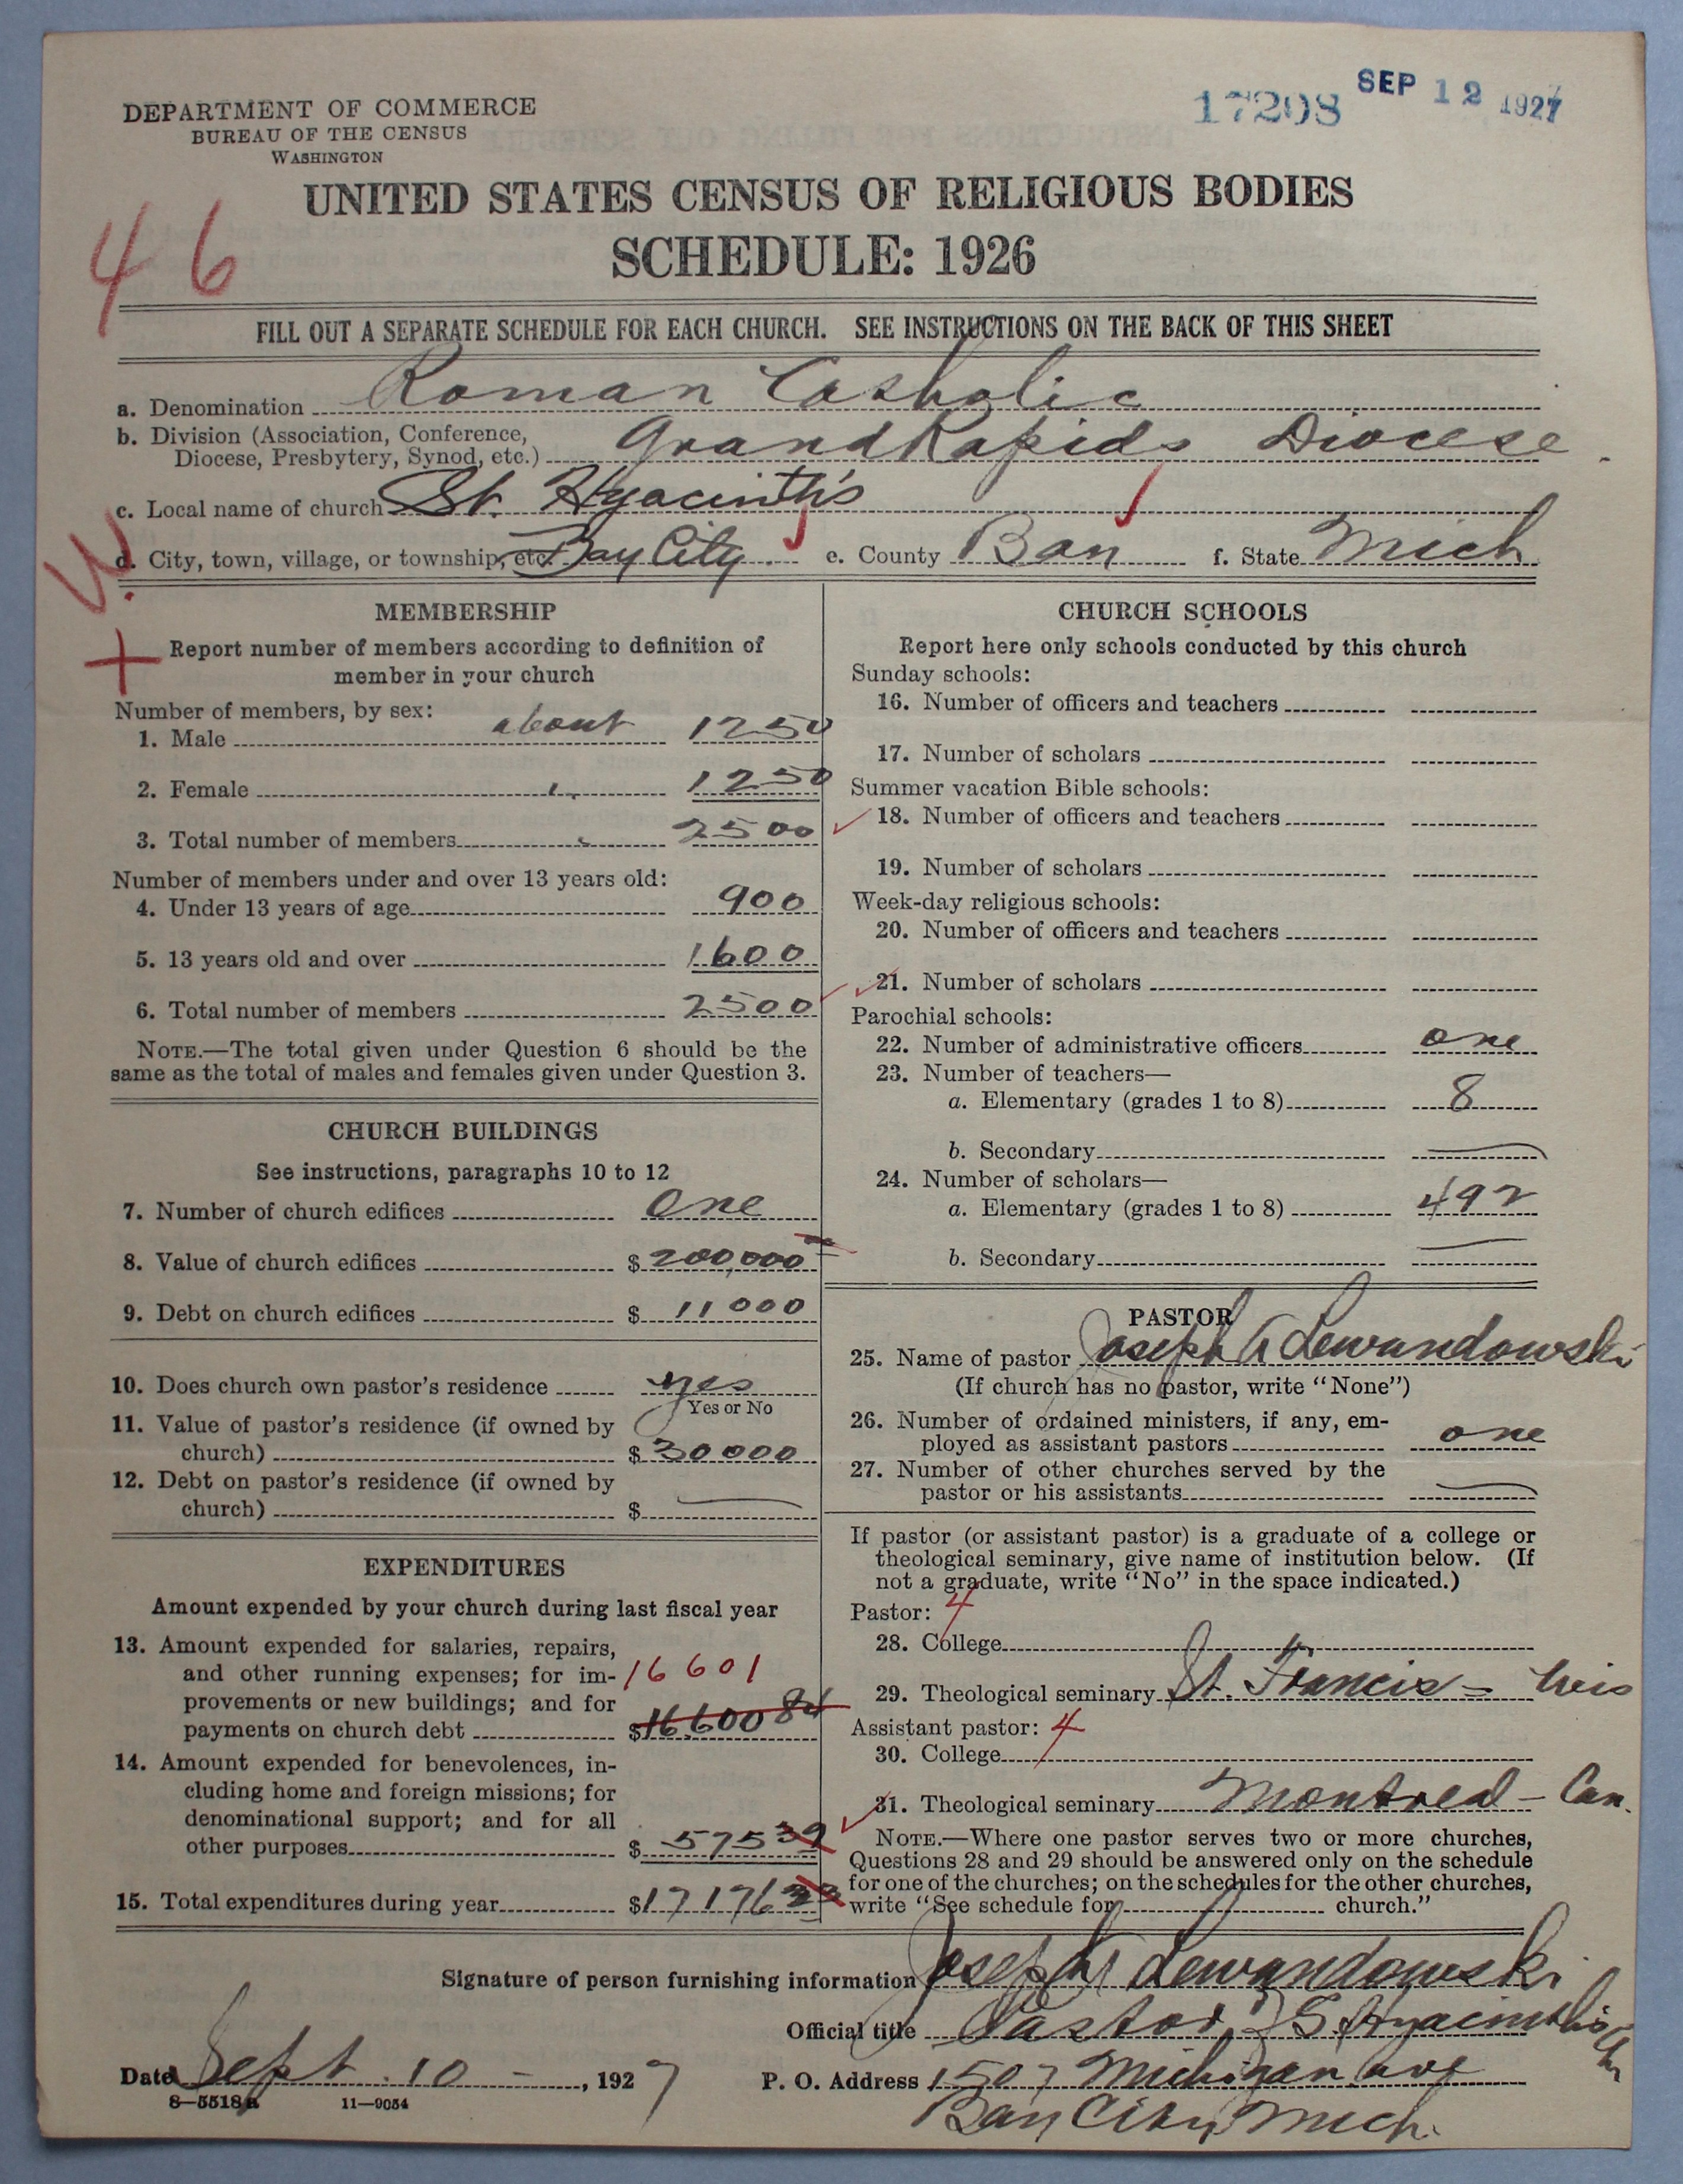 17208 SEP 12 1927
DEPARTMENT OF COMMERCE
BUREAU OF THE CENSUS
WASHINGTON
UNITED STATES CENSUS OF RELIGIOUS BODIES
SCHEDULE: 1926
46
FILL OUT A SEPARATE SCHEDULE FOR EACH CHURCH. SEE INSTRUCTIONS ON THE BACK OF THIS SHEET
a. Denomination Roman Catholic
b. Division (Association, Conference, Diocese, Presbytery, Synod, etc.) Grand Rapids Diocese.
c. Local name of church St. Hyacinth's
d. City, town, village, or township, etc. Bay City e. County Bay f. State Mich
MEMBERSHIP
Report number of members according to definition of
member in your church
Number of members, by sex:
1. Male about 1250
2. Female " 1250
3. Total number of members " 2500
Number of members under and over 13 years old:
4. Under 13 years of age 900
5. 13 years old and over 1600
6. Total number of members 2500
NOTE.—The total given under Question 6 should be the
same as the total of males and females given under Question 3.
CHURCH BUILDINGS
See instructions, paragraphs 10 to 12
7. Number of church edifices One
8. Value of church edifices $ 200,000
9. Debt on church edifices $ 11000
10. Does church own pastor's residence yes
Yes or No
11. Value of pastor's residence (if owned by
church) $ 30000
12. Debt on pastor's residence (if owned by
church) $ —
EXPENDITURES
Amount expended by your church during last fiscal year
13. Amount expended for salaries, repairs,
and other running expenses; for im- 16601
provements or new buildings; and for
payments on church debt $16.600 84
14. Amount expended for benevolences, in-
cluding home and foreign missions; for
denominational support; and for all
other purposes $ 575 39
15. Total expenditures during year $17176 23
CHURCH SCHOOLS
Report here only schools conducted by this church
Sunday schools:
16. Number of officers and teachers
17. Number of scholars
Summer vacation Bible schools:
18. Number of officers and teachers
19. Number of scholars
Week-day religious schools:
20. Number of officers and teachers
21. Number of scholars
Parochial schools:
22. Number of administrative officers one
23. Number of teachers—
a. Elementary (grades 1 to 8) 8
b. Secondary —
24. Number of scholars—
a. Elementary (grades 1 to 8) 492
b. Secondary —
PASTOR
25. Name of pastor Joseph A Lewandowski
(If church has no pastor, write "None")
26. Number of ordained ministers, if any, em-
ployed as assistant pastors one
27. Number of other churches served by the
pastor or his assistants —
If pastor (or assistant pastor) is a graduate of a college or
theological seminary, give name of institution below. (If
not a graduate, write "No" in the space indicated.)
Pastor: 4
28. College
29. Theological seminary St. Francis - Wis
Assistant pastor: 4
30. College
31. Theological seminary Montreal - Can.
NOTE.—Where one pastor serves two or more churches,
Questions 28 and 29 should be answered only on the schedule
for one of the churches; on the schedules for the other churches,
write "See schedule for church."
Signature of person furnishing information Joseph A Lewandowski
Official title Pastor of St Hyacinth's Ch
Date Sept. 10 - , 1927 P. O. Address 1507 Michigan Ave
8—5518a 11—9054 Bay City Mich.